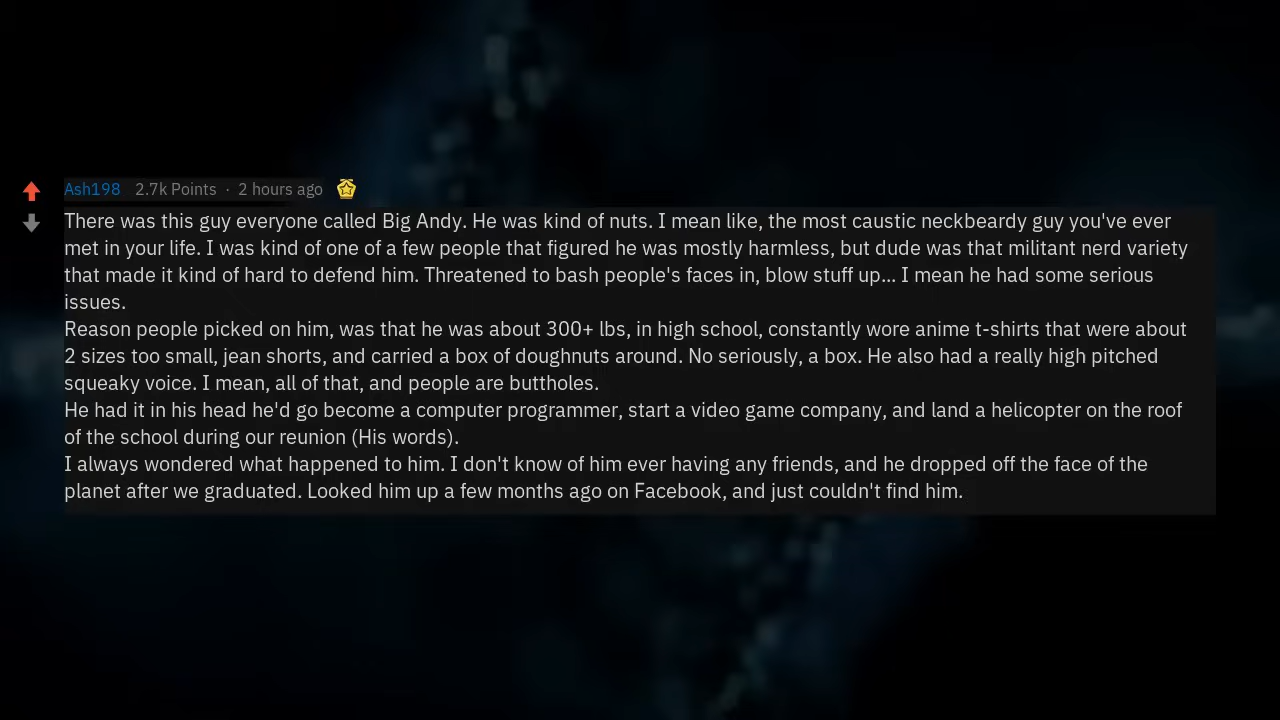 Ash198 2.7k Points · 2 hours ago
There was this guy everyone called Big Andy. He was kind of nuts. I mean like, the most caustic neckbeardy guy you've ever
met in your life. I was kind of one of a few people that figured he was mostly harmless, but dude was that militant nerd variety
that made it kind of hard to defend him. Threatened to bash people's faces in, blow stuff up... I mean he had some serious
issues.
Reason people picked on him, was that he was about 300+ lbs, in high school, constantly wore anime t-shirts that were about
2 sizes too small, jean shorts, and carried a box of doughnuts around. No seriously, a box. He also had a really high pitched
squeaky voice. I mean, all of that, and people are buttholes.
He had it in his head he'd go become a computer programmer, start a video game company, and land a helicopter on the roof
of the school during our reunion (His words).
I always wondered what happened to him. I don't know of him ever having any friends, and he dropped off the face of the
planet after we graduated. Looked him up a few months ago on Facebook, and just couldn't find him.